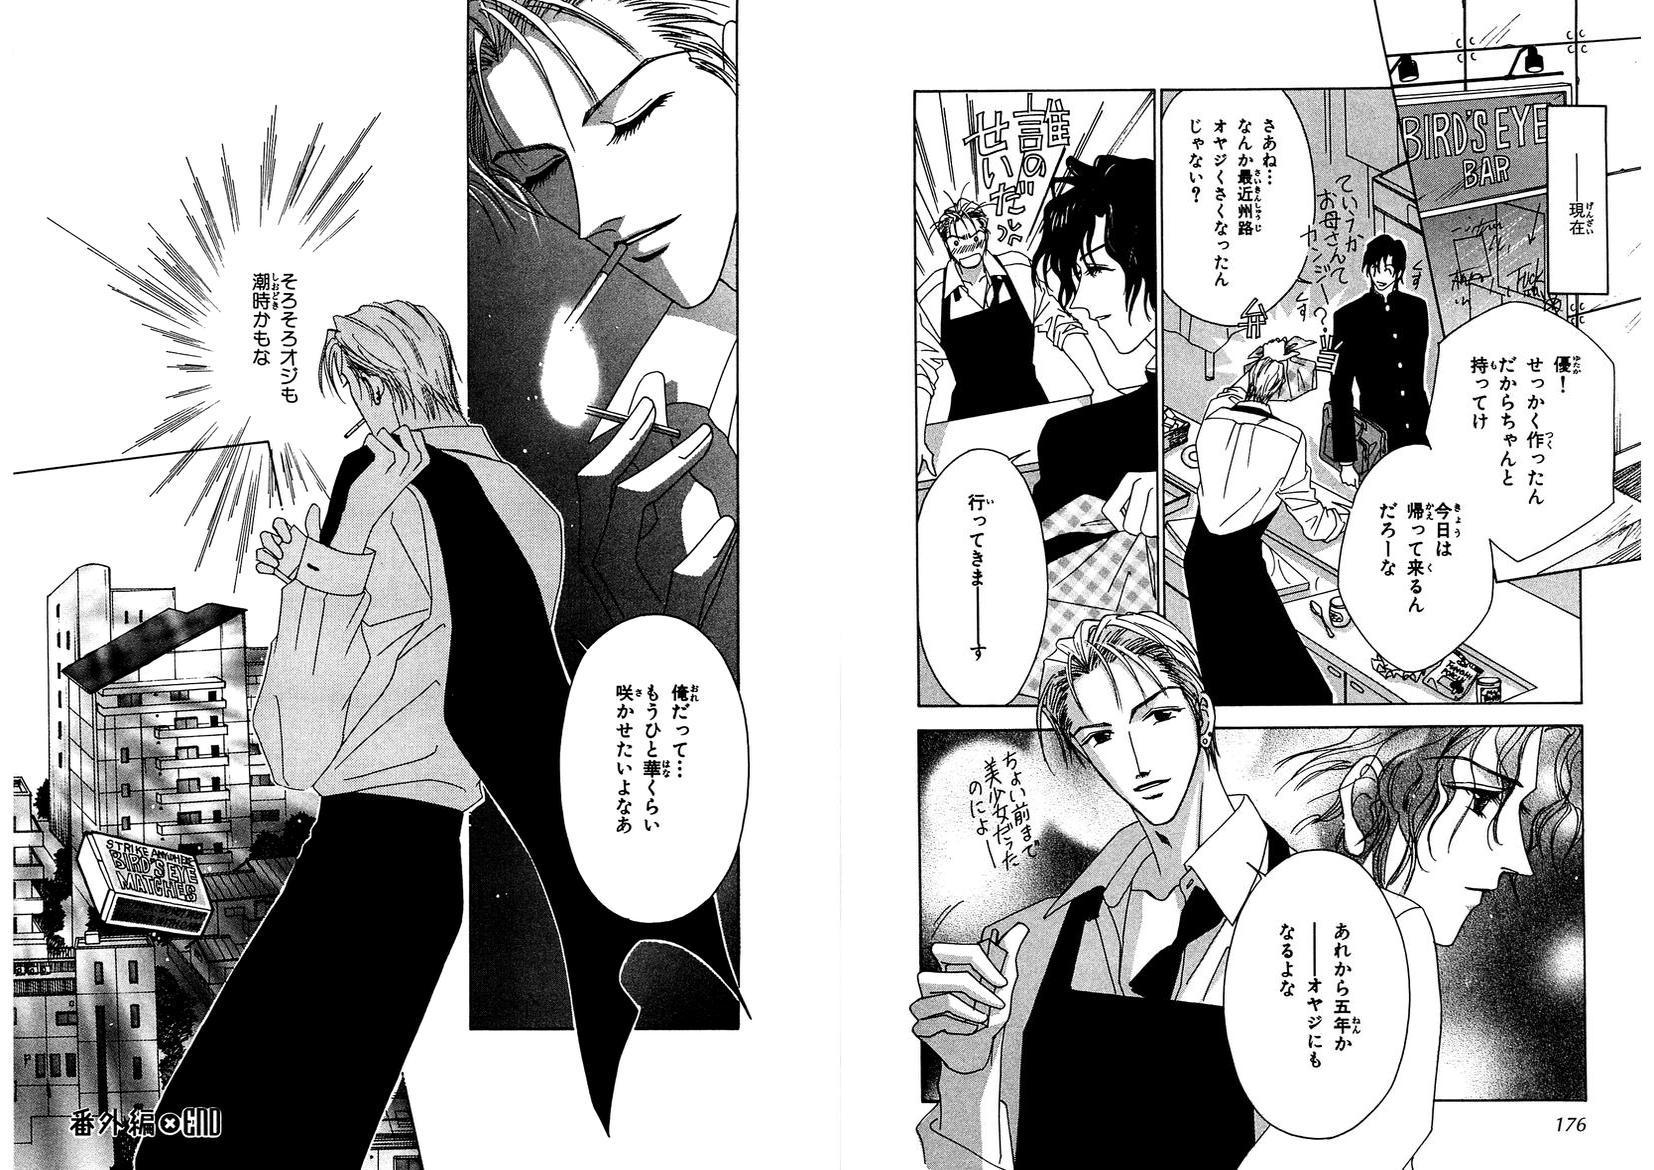 BIRD'S EYE
BAR
――現在
優!
せっかく作ったん
だからちゃんと
持ってけ
今日は
帰って来るん
だろーな
くす
ていうか
お母さんて
カンジー?
くす
弁
さあね…
なんか最近州路
オヤジくさくなったん
じゃない?
誰の
せいだっ
行ってきま――す
ちょい前まで
美少女だった
のによー
あれから五年か
――オヤジにも
なるよな
176
俺だって…
もうひと華くらい
咲かせたいよなあ
そろそろオジも
潮時かもな
STRIKE ANYWHERE
BIRD'S EYE
MATCHES
番外編 END